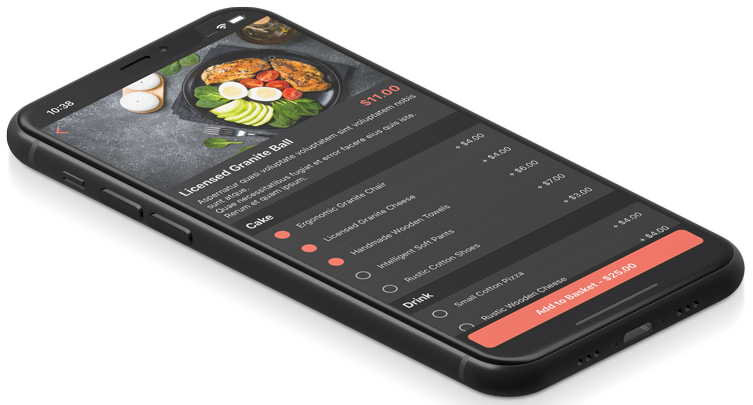 10:38
$11.00
Licensed Granite Ball
Aspernatur quasi voluptate voluptatem sint voluptatem nobis
sunt atque.
Quae necessitatibus fugiat et error facere eius quis iste.
Rerum et quam ipsum.
Cake
Ergonomic Granite Chair + $4.00
Licensed Granite Cheese + $4.00
Handmade Wooden Towels + $6.00
Intelligent Soft Pants + $7.00
Rustic Cotton Shoes + $3.00
Drink
Small Cotton Pizza + $4.00
Rustic Wooden Cheese + $4.00
Add to Basket - $25.00